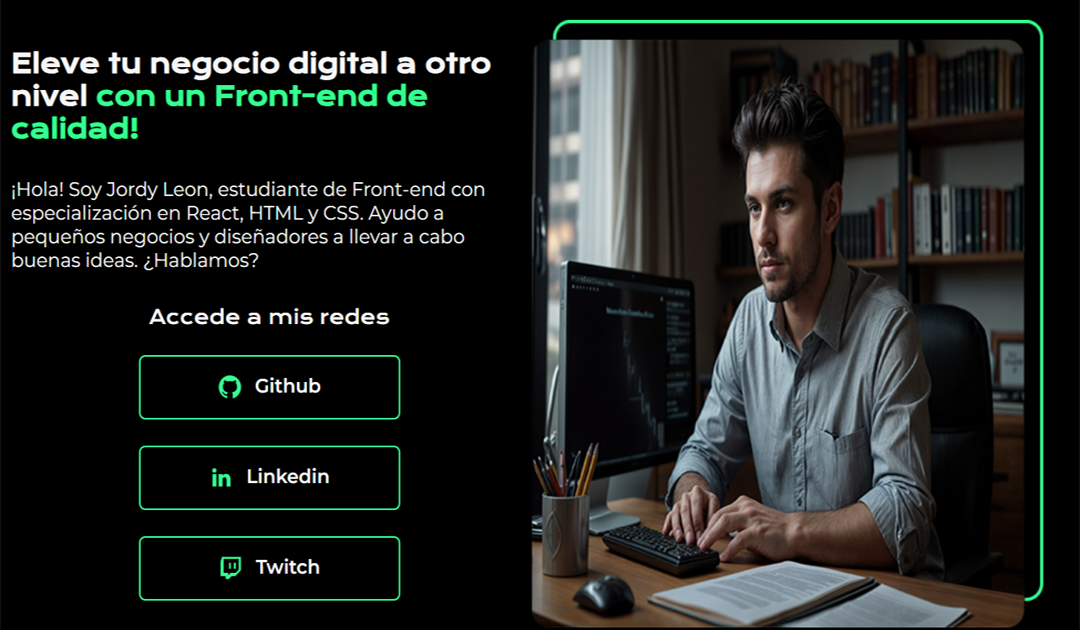 Eleve tu negocio digital a otro
nivel con un Front-end de
calidad!
¡Hola! Soy Jordy Leon, estudiante de Front-end con
especialización en React, HTML y CSS. Ayudo a
pequeños negocios y diseñadores a llevar a cabo
buenas ideas. ¿Hablamos?
Accede a mis redes
Github
Linkedin
Twitch